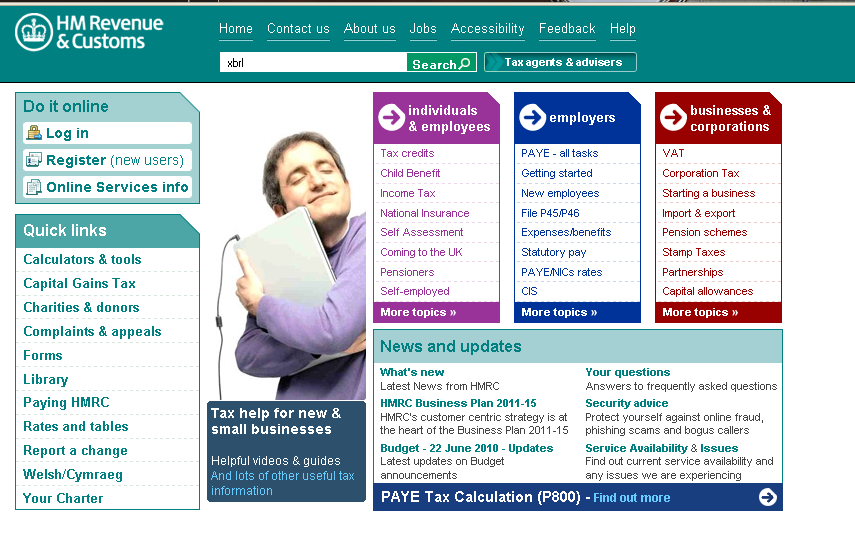 HM Revenue
& Customs
Home Contact us About us Jobs Accessibility Feedback Help
xbrl Search Tax agents & advisers
Do it online
Log in
Register (new users)
Online Services info
Quick links
Calculators & tools
Capital Gains Tax
Charities & donors
Complaints & appeals
Forms
Library
Paying HMRC
Rates and tables
Report a change
Welsh/Cymraeg
Your Charter
Tax help for new &
small businesses
Helpful videos & guides
And lots of other useful tax
information
individuals
& employees
Tax credits
Child Benefit
Income Tax
National Insurance
Self Assessment
Coming to the UK
Pensioners
Self-employed
More topics »
employers
PAYE - all tasks
Getting started
New employees
File P45/P46
Expenses/benefits
Statutory pay
PAYE/NICs rates
CIS
More topics »
businesses &
corporations
VAT
Corporation Tax
Starting a business
Import & export
Pension schemes
Stamp Taxes
Partnerships
Capital allowances
More topics »
News and updates
What's new
Latest News from HMRC
HMRC Business Plan 2011-15
HMRC's customer centric strategy is at
the heart of the Business Plan 2011-15
Budget - 22 June 2010 - Updates
Latest updates on Budget
announcements
Your questions
Answers to frequently asked questions
Security advice
Protect yourself against online fraud,
phishing scams and bogus callers
Service Availability & Issues
Find out current service availability and
any issues we are experiencing
PAYE Tax Calculation (P800) - Find out more